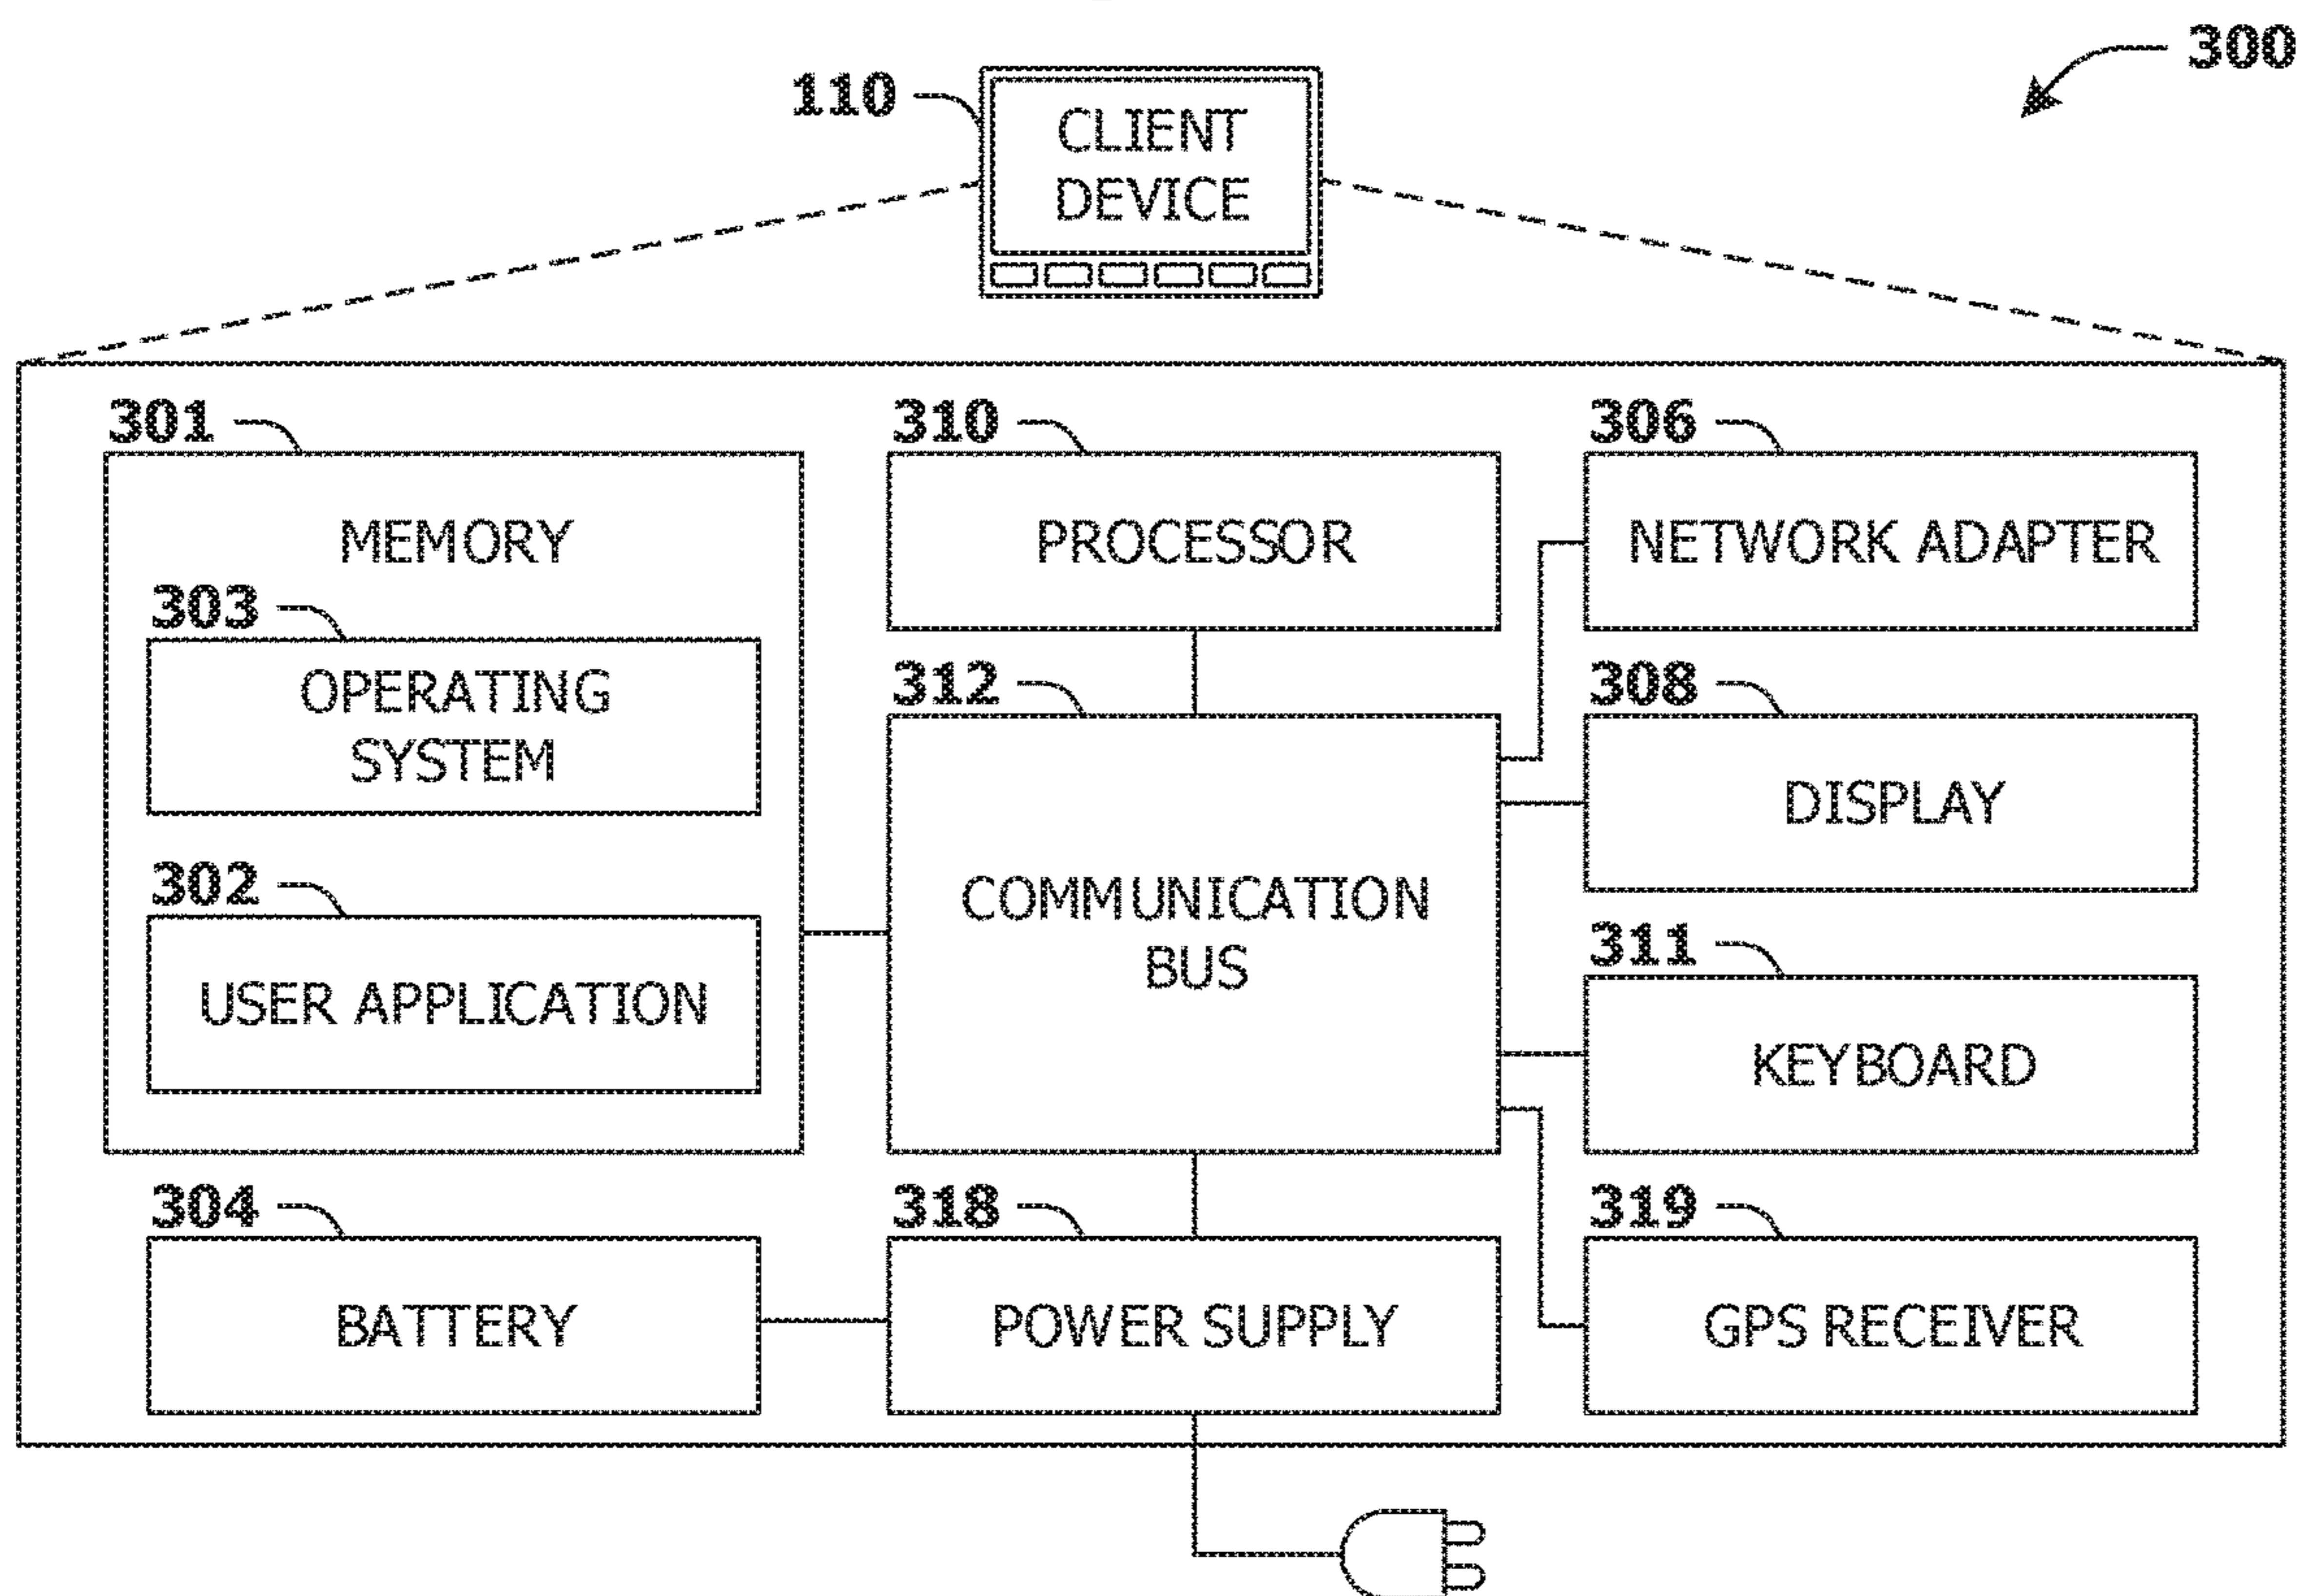 300
110
CLIENT
DEVICE
301
310
306
MEMORY
PROCESSOR
NETWORK ADAPTER
303
OPERATING
SYSTEM
312
308
COMMUNICATION
BUS
DISPLAY
302
USER APPLICATION
311
KEYBOARD
304
318
319
BATTERY
POWER SUPPLY
GPS RECEIVER